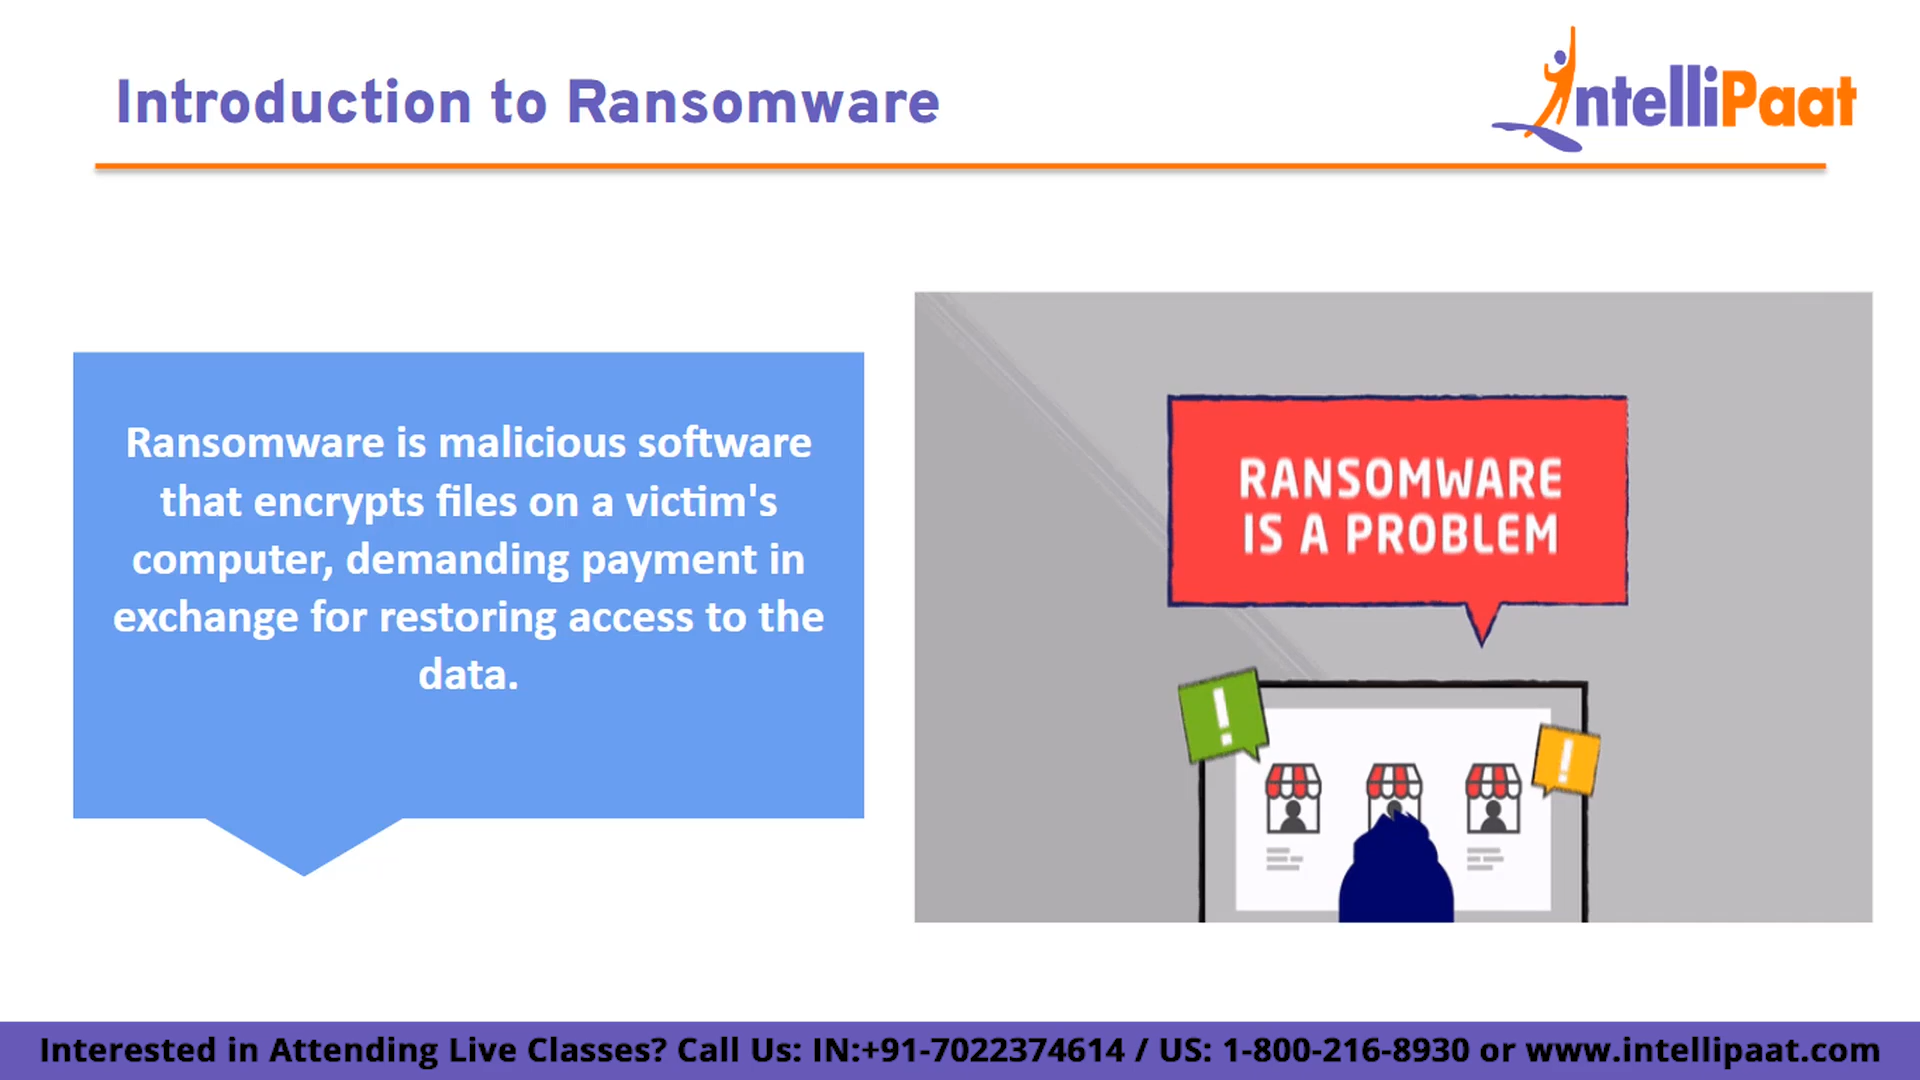 Introduction to Ransomware
IntelliPaat
Ransomware is malicious software
that encrypts files on a victim's
computer, demanding payment in
exchange for restoring access to the
data.
RANSOMWARE
IS A PROBLEM
!
!
Interested in Attending Live Classes? Call Us: IN:+91-7022374614 / US: 1-800-216-8930 or www.intellipaat.com